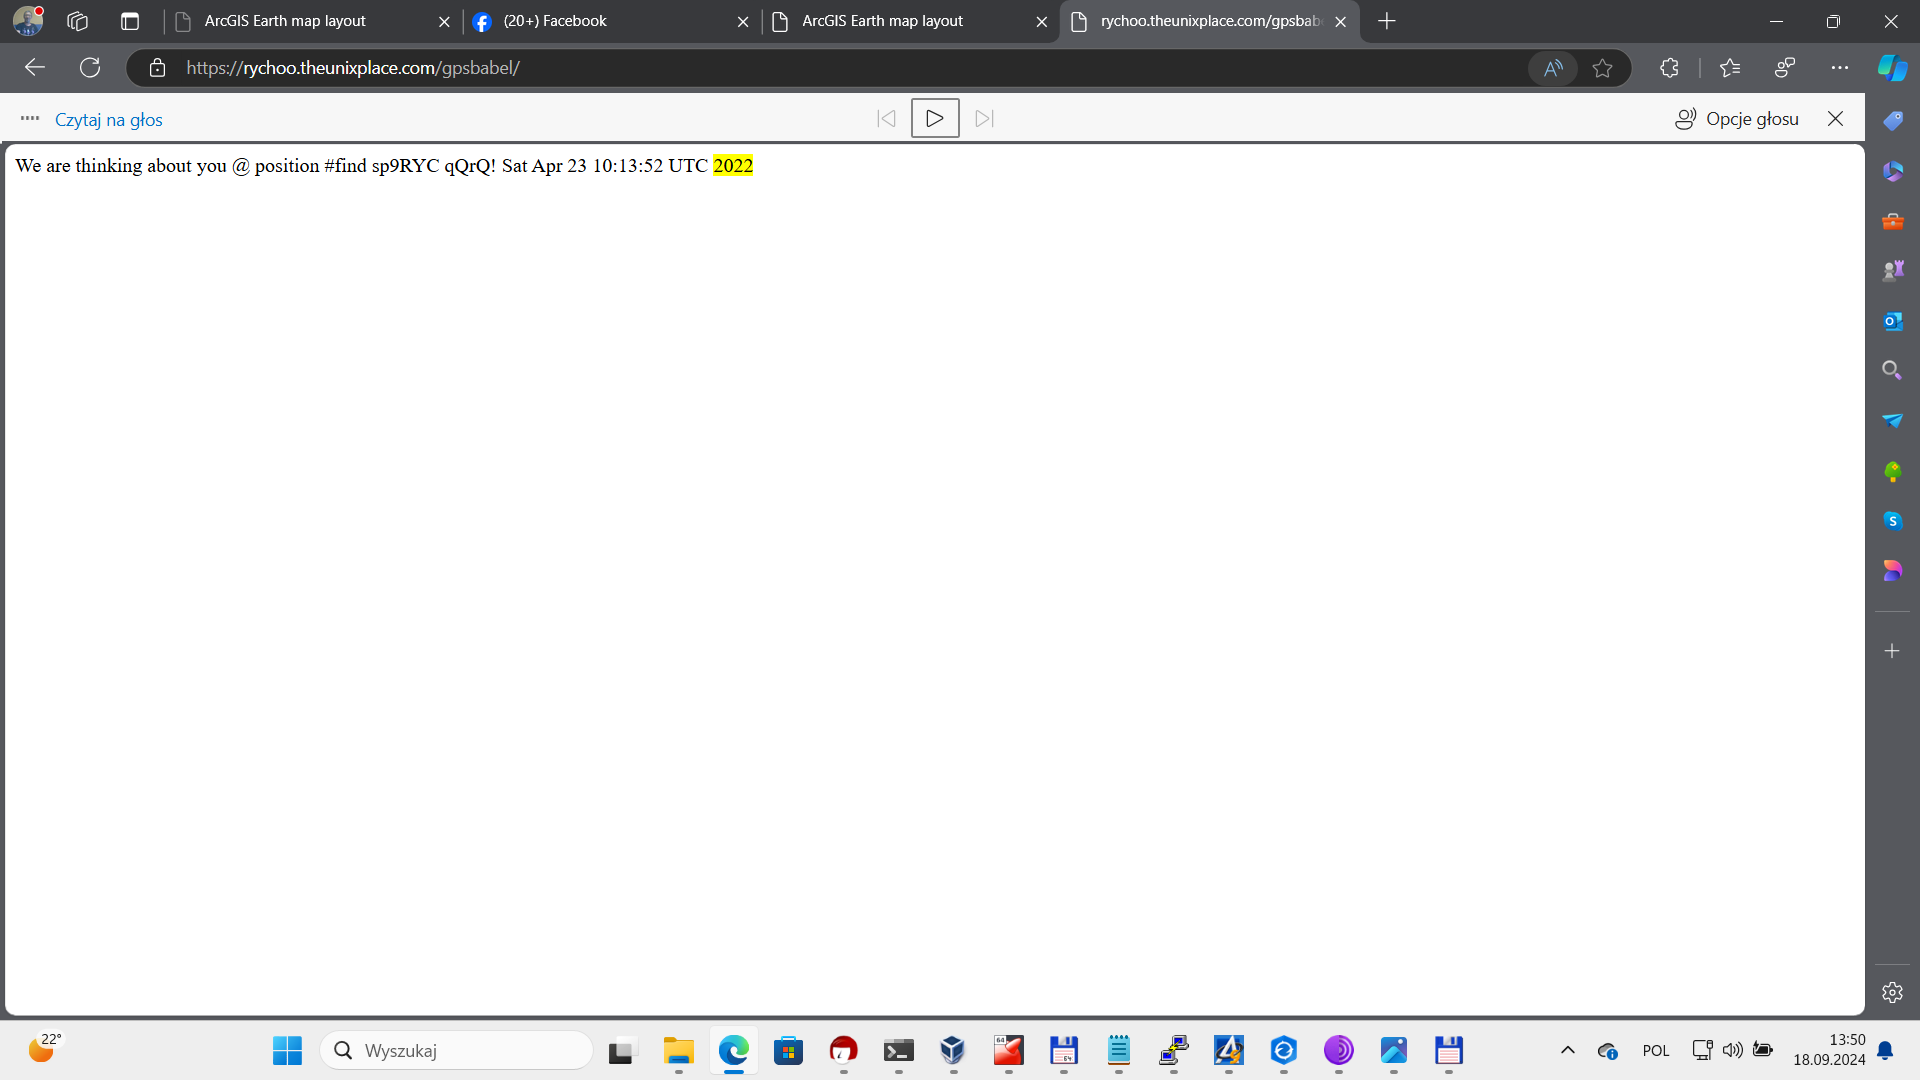 ArcGIS Earth map layout
(20+) Facebook
ArcGIS Earth map layout
rychoo.theunixplace.com/gpsbabe
https://rychoo.theunixplace.com/gpsbabel/
Czytaj na głos
Opcje głosu
We are thinking about you @ position #find sp9RYC qQrQ! Sat Apr 23 10:13:52 UTC 2022
22°
Wyszukaj
POL
13:50
18.09.2024